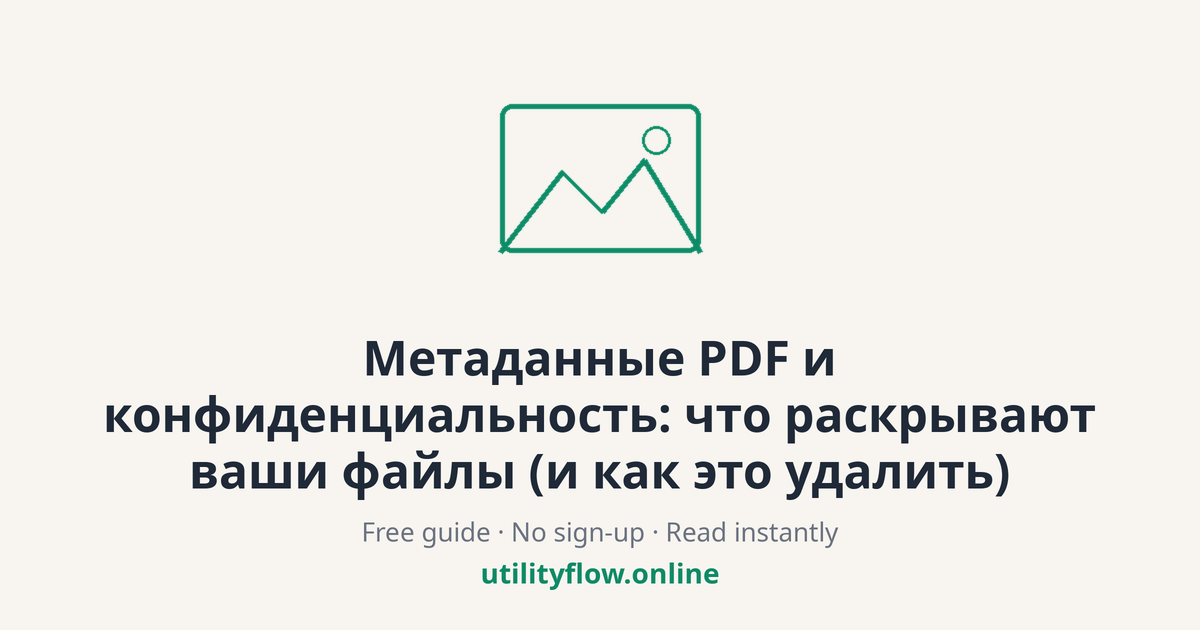 Метаданные PDF и
конфиденциальность: что раскрывают
ваши файлы (и как это удалить)
Free guide · No sign-up · Read instantly
utilityflow.online